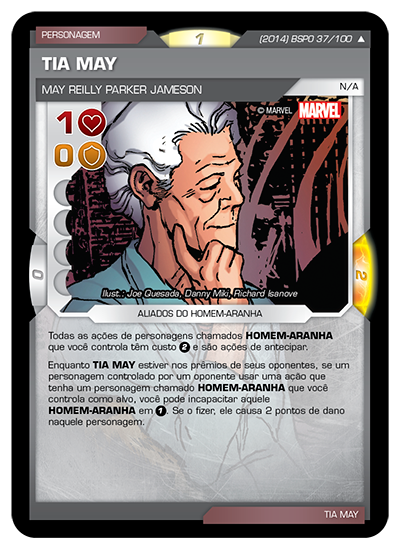 PERSONAGEM
1
(2014) BSPO 37/100 ▲
TIA MAY
MAY REILLY PARKER JAMESON
N/A
1
© MARVEL MARVEL
0
0
2
Ilust.: Joe Quesada, Danny Miki, Richard Isanove
ALIADOS DO HOMEM-ARANHA
Todas as ações de personagens chamados HOMEM-ARANHA
que você controla têm custo 2 e são ações de antecipar.
Enquanto TIA MAY estiver nos prêmios de seus oponentes, se um
personagem controlado por um oponente usar uma ação que
tenha um personagem chamado HOMEM-ARANHA que você
controla como alvo, você pode incapacitar aquele
HOMEM-ARANHA em 1. Se o fizer, ele causa 2 pontos de dano
naquele personagem.
TIA MAY